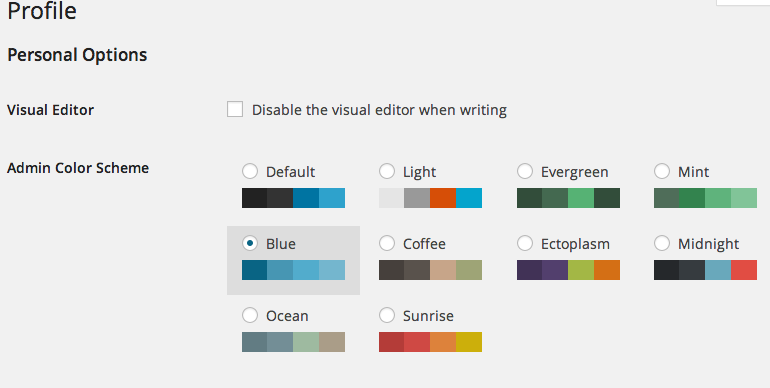 Profile
Personal Options
Visual Editor Disable the visual editor when writing
Admin Color Scheme Default Light Evergreen Mint
Blue Coffee Ectoplasm Midnight
Ocean Sunrise